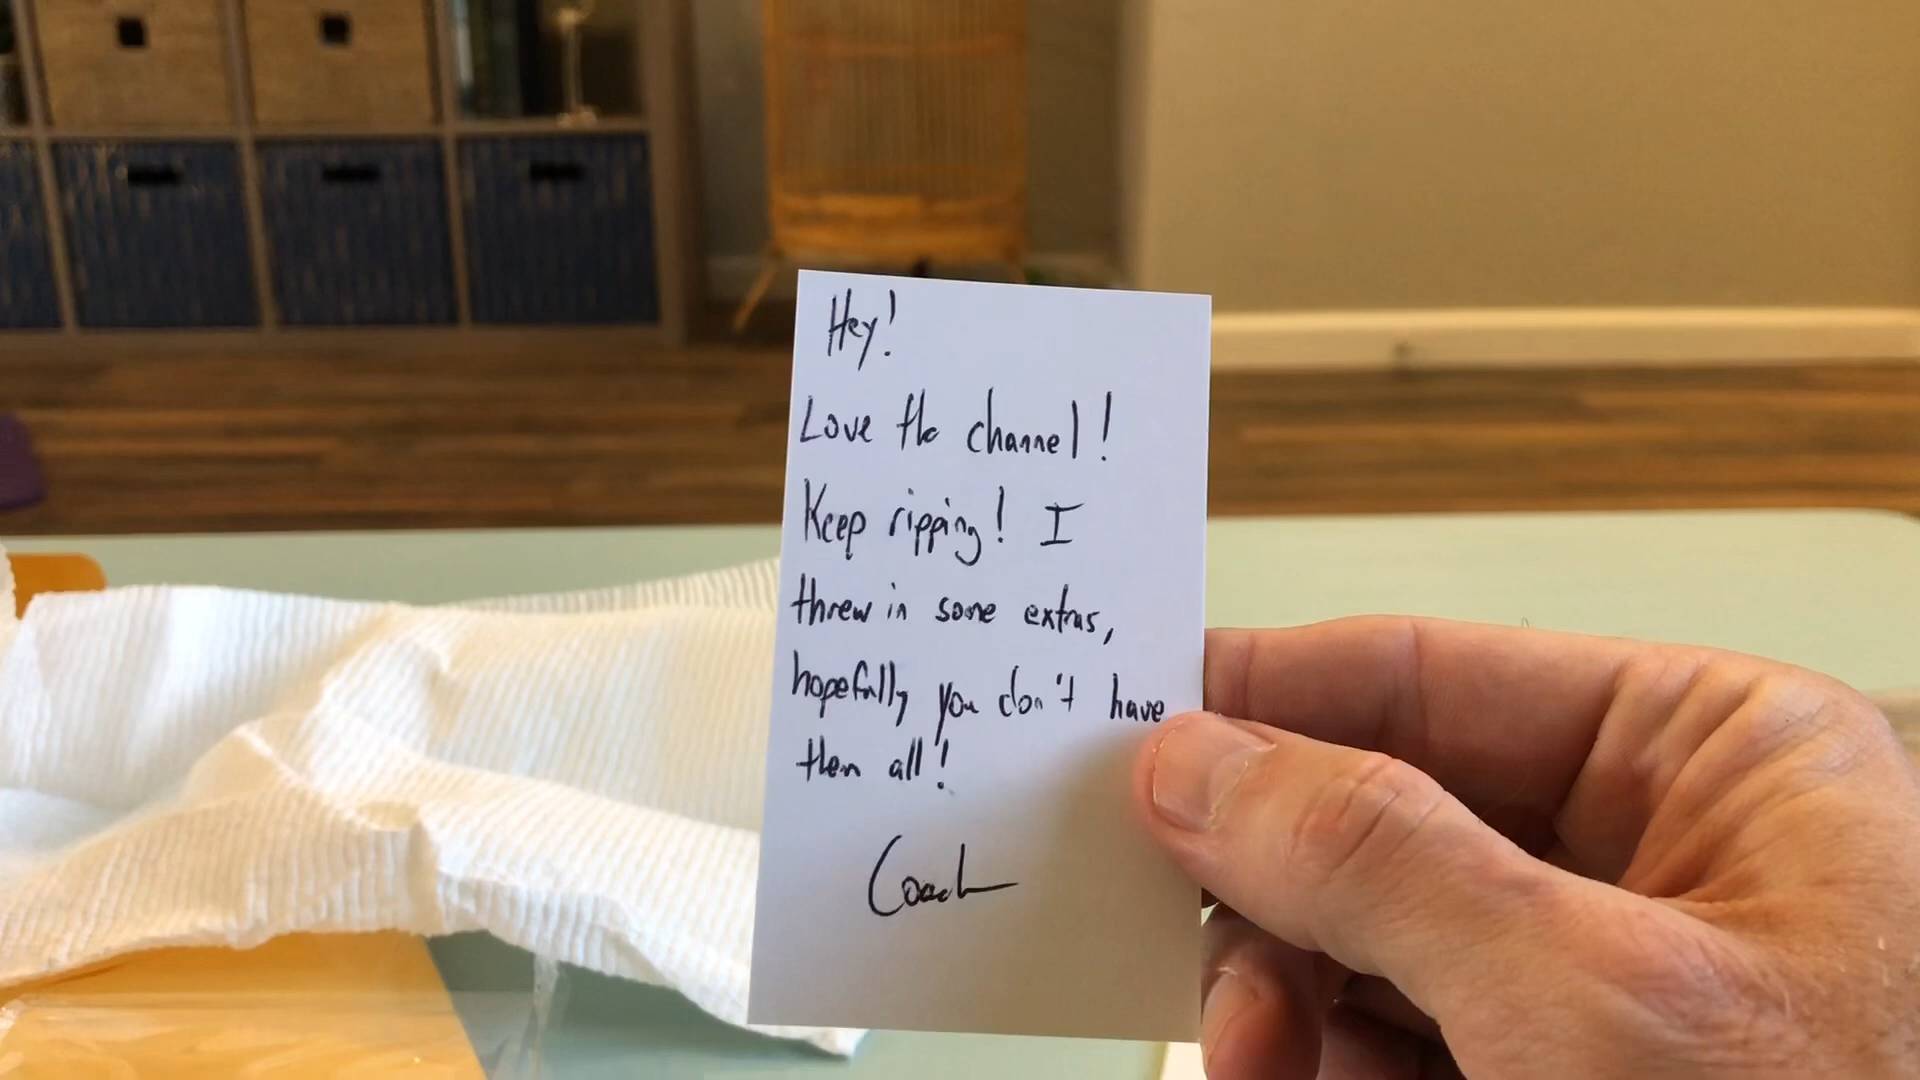 Hey!
Love the channel!
Keep ripping! I
threw in some extras,
hopefully you don't have
them all!
Coach